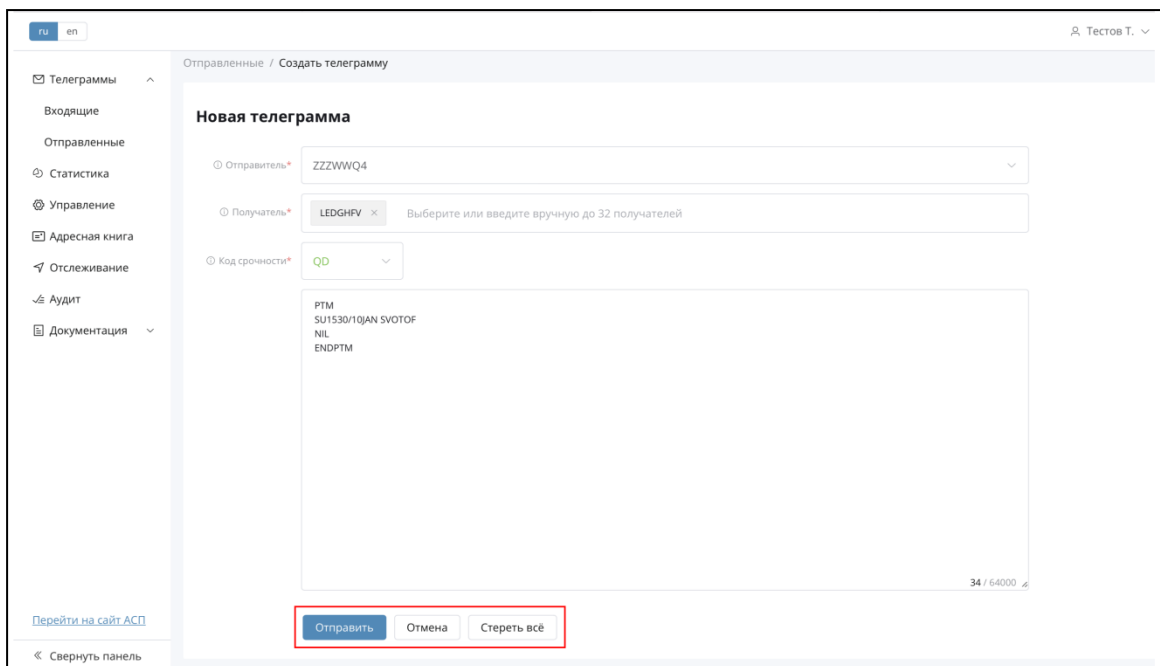 ru en
Тестов Т.
Отправленные / Создать телеграмму
Телеграммы
Входящие
Отправленные
Статистика
Управление
Адресная книга
Отслеживание
Аудит
Документация
Новая телеграмма
Отправитель* ZZZWWQ4
Получатель* LEDGHFV × Выберите или введите вручную до 32 получателей
Код срочности* QD
PTM
SU1530/10JAN SVOTOF
NIL
ENDPTM
34 / 64000
Отправить Отмена Стереть всё
Перейти на сайт АСП
Свернуть панель